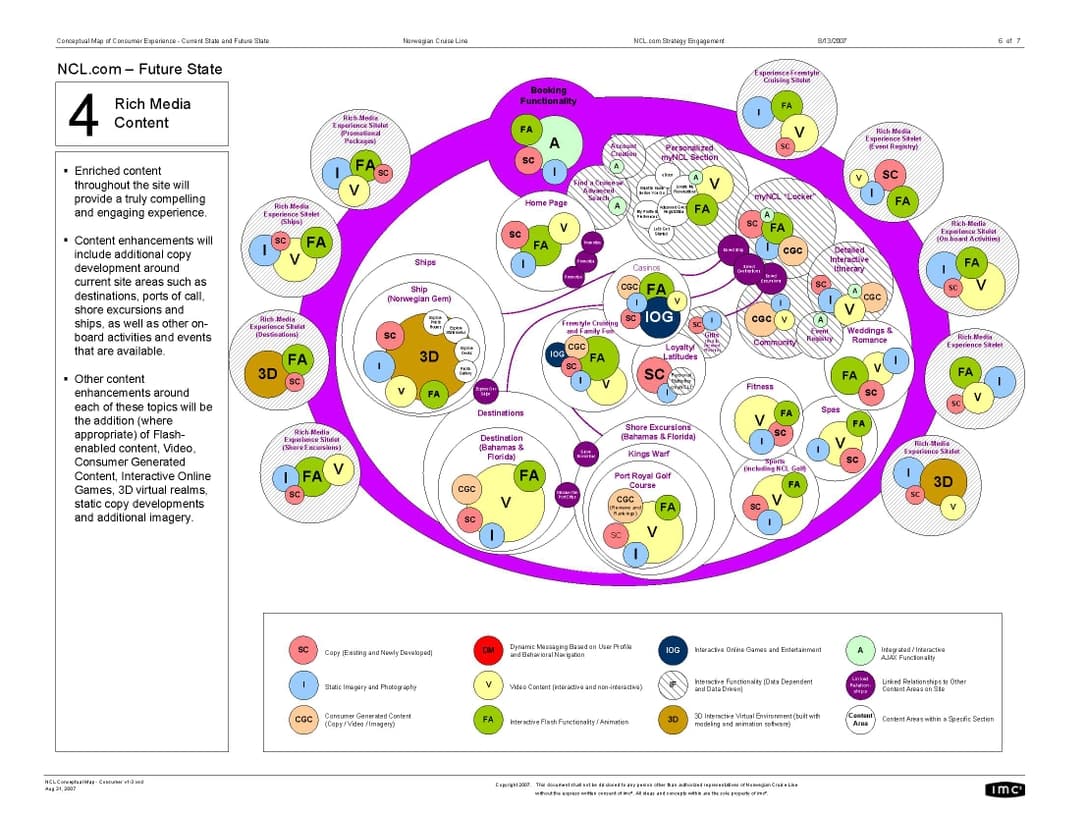 Conceptual Map of Consumer Experience - Current State and Future State
Norwegian Cruise Line
NCL.com Strategy Engagement
8/13/2007
6 of 7
NCL.com – Future State
4
Rich Media
Content
▪ Enriched content
throughout the site will
provide a truly compelling
and engaging experience.
▪ Content enhancements will
include additional copy
development around
current site areas such as
destinations, ports of call,
shore excursions and
ships, as well as other on-
board activities and events
that are available.
▪ Other content
enhancements around
each of these topics will be
the addition (where
appropriate) of Flash-
enabled content, Video,
Consumer Generated
Content, Interactive Online
Games, 3D virtual realms,
static copy developments
and additional imagery.
Rich-Media
Experience Sitelet
(Promotional
Packages)
I
FA
SC
V
Rich-Media
Experience Sitelet
(Ships)
I
SC
FA
V
Rich-Media
Experience Sitelet
(Destinations)
3D
FA
SC
Rich-Media
Experience Sitelet
(Shore Excursions)
I
FA
V
SC
Booking
Functionality
FA
A
SC
I
Experience Freestyle
Cruising Sitelet
I
FA
V
SC
Rich-Media
Experience Sitelet
(Event Registry)
V
SC
I
FA
Rich-Media
Experience Sitelet
(On-board Activities)
I
FA
SC
V
Rich-Media
Experience Sitelet
FA
I
SC
V
Rich-Media
Experience Sitelet
I
3D
SC
V
Account
Creation
A
Find a Cruise w/
Advanced
Search
A
Personalized
myNCL Section
A
V
FA
myNCL "Locker"
SC
A
FA
I
CGC
Home Page
SC
FA
V
I
Detailed
Interactive
Itinerary
SC
I
A
CGC
V
Community
CGC
I
V
Event
Registry
A
Casinos
CGC
FA
I
V
SC
IOG
Gifts
SC
I
Weddings &
Romance
FA
V
I
SC
Ships
Ship
(Norwegian Gem)
SC
3D
I
V
FA
Freestyle Cruising
and Family Fun
IOG
CGC
SC
FA
I
V
Loyalty/
Latitudes
SC
I
Fitness
V
FA
SC
I
Spas
FA
I
V
SC
Sports
(including NCL Golf)
FA
V
SC
I
Destinations
Destination
(Bahamas &
Florida)
CGC
FA
V
SC
I
Shore Excursions
(Bahamas & Florida)
Kings Warf
Port Royal Golf
Course
CGC
FA
SC
V
I
SC
Copy (Existing and Newly Developed)
I
Static Imagery and Photography
CGC
Consumer Generated Content
(Copy / Video / Imagery)
DM
Dynamic Messaging Based on User Profile
and Behavioral Navigation
V
Video Content (interactive and non-interactive)
FA
Interactive Flash Functionality / Animation
IOG
Interactive Online Games and Entertainment
IF
Interactive Functionality (Data Dependent
and Data Driven)
3D
3D Interactive Virtual Environment (built with
modeling and animation software)
A
Integrated / Interactive
AJAX Functionality
Linked
Relation-
ships
Linked Relationships to Other
Content Areas on Site
Content
Area
Content Areas within a Specific Section
Aug 21, 2007
Copyright 2007. This document shall not be disclosed to any person other than authorized representatives of Norwegian Cruise Line
without the express written consent of imc². All ideas and concepts within are the sole property of imc².
imc²